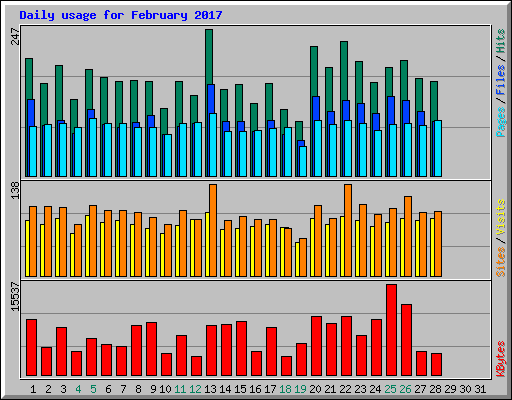 Daily usage for February 2017
247
Pages / Files / Hits
138
Sites / Visits
15537
KBytes
1 2 3 4 5 6 7 8 9 10 11 12 13 14 15 16 17 18 19 20 21 22 23 24 25 26 27 28 29 30 31